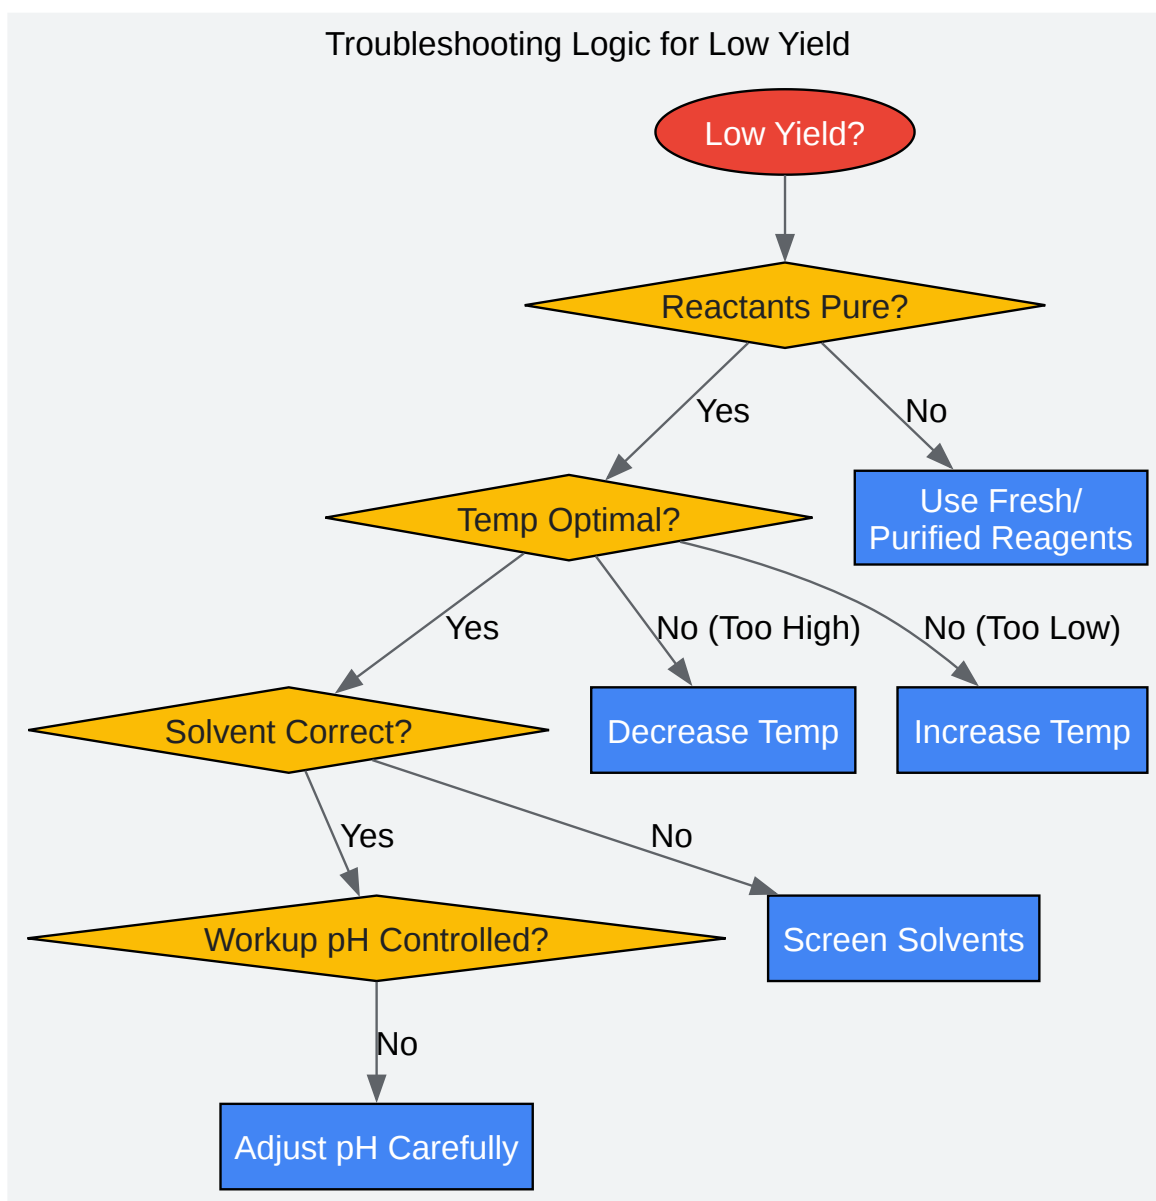 Troubleshooting Logic for Low Yield
Low Yield?
Reactants Pure?
Yes
No
Use Fresh/
Purified Reagents
Temp Optimal?
Yes
No (Too High)
No (Too Low)
Solvent Correct?
Decrease Temp
Increase Temp
Yes
No
Workup pH Controlled?
Screen Solvents
No
Adjust pH Carefully